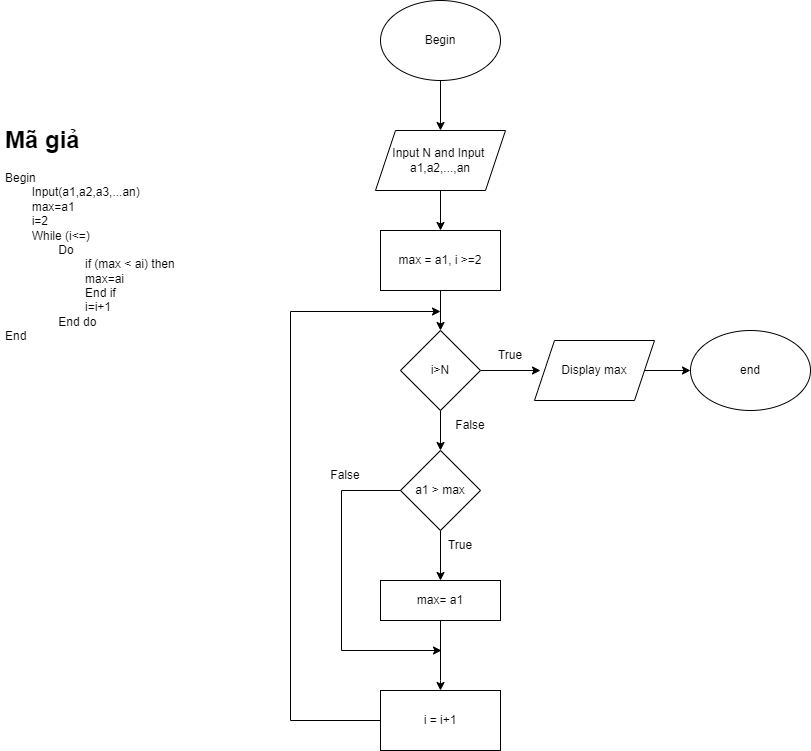 Mã giả
Begin
Input(a1,a2,a3,...an)
max=a1
i=2
While (i<=)
Do
if (max < ai) then
max=ai
End if
i=i+1
End do
End
Begin
Input N and Input
a1,a2,...,an
max = a1, i >=2
i>N
True
Display max
end
False
a1 > max
False
True
max= a1
i = i+1